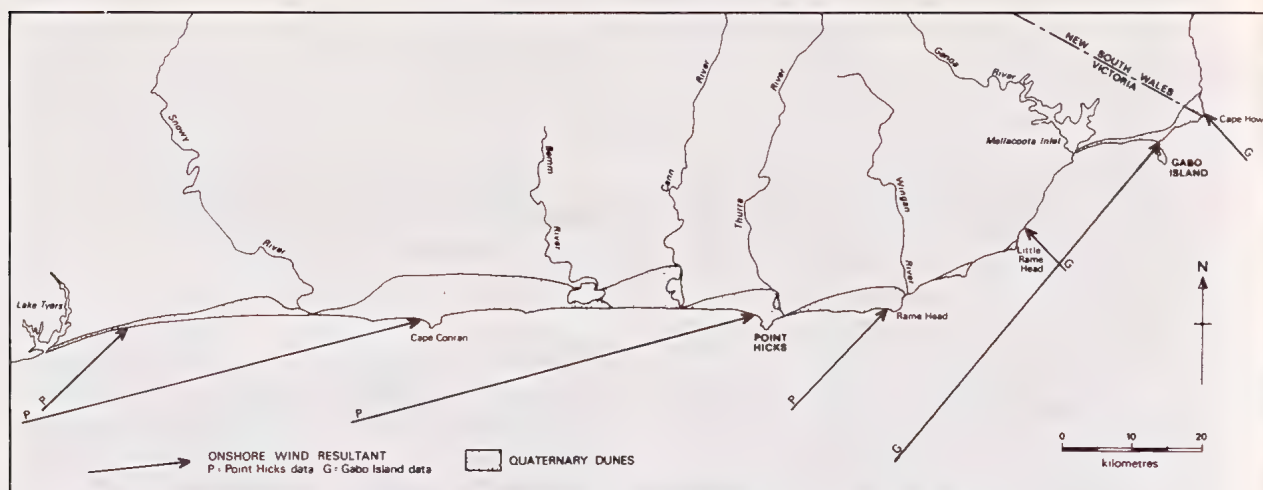 NEW SOUTH WALES
VICTORIA
Genoa
River
Snowy
River
Bemm
River
Cann
River
Thurra
River
Wingan
River
Mallacoota Inlet
Cape How
GABO
ISLAND
Little
Rame
Head
G
G
G
N
Lake Tyers
Cape Conran
POINT
HICKS
Rame Head
P
P
P
P
ONSHORE WIND RESULTANT
P = Point Hicks data G = Gabo Island data
QUATERNARY DUNES
0 10 20
kilometres